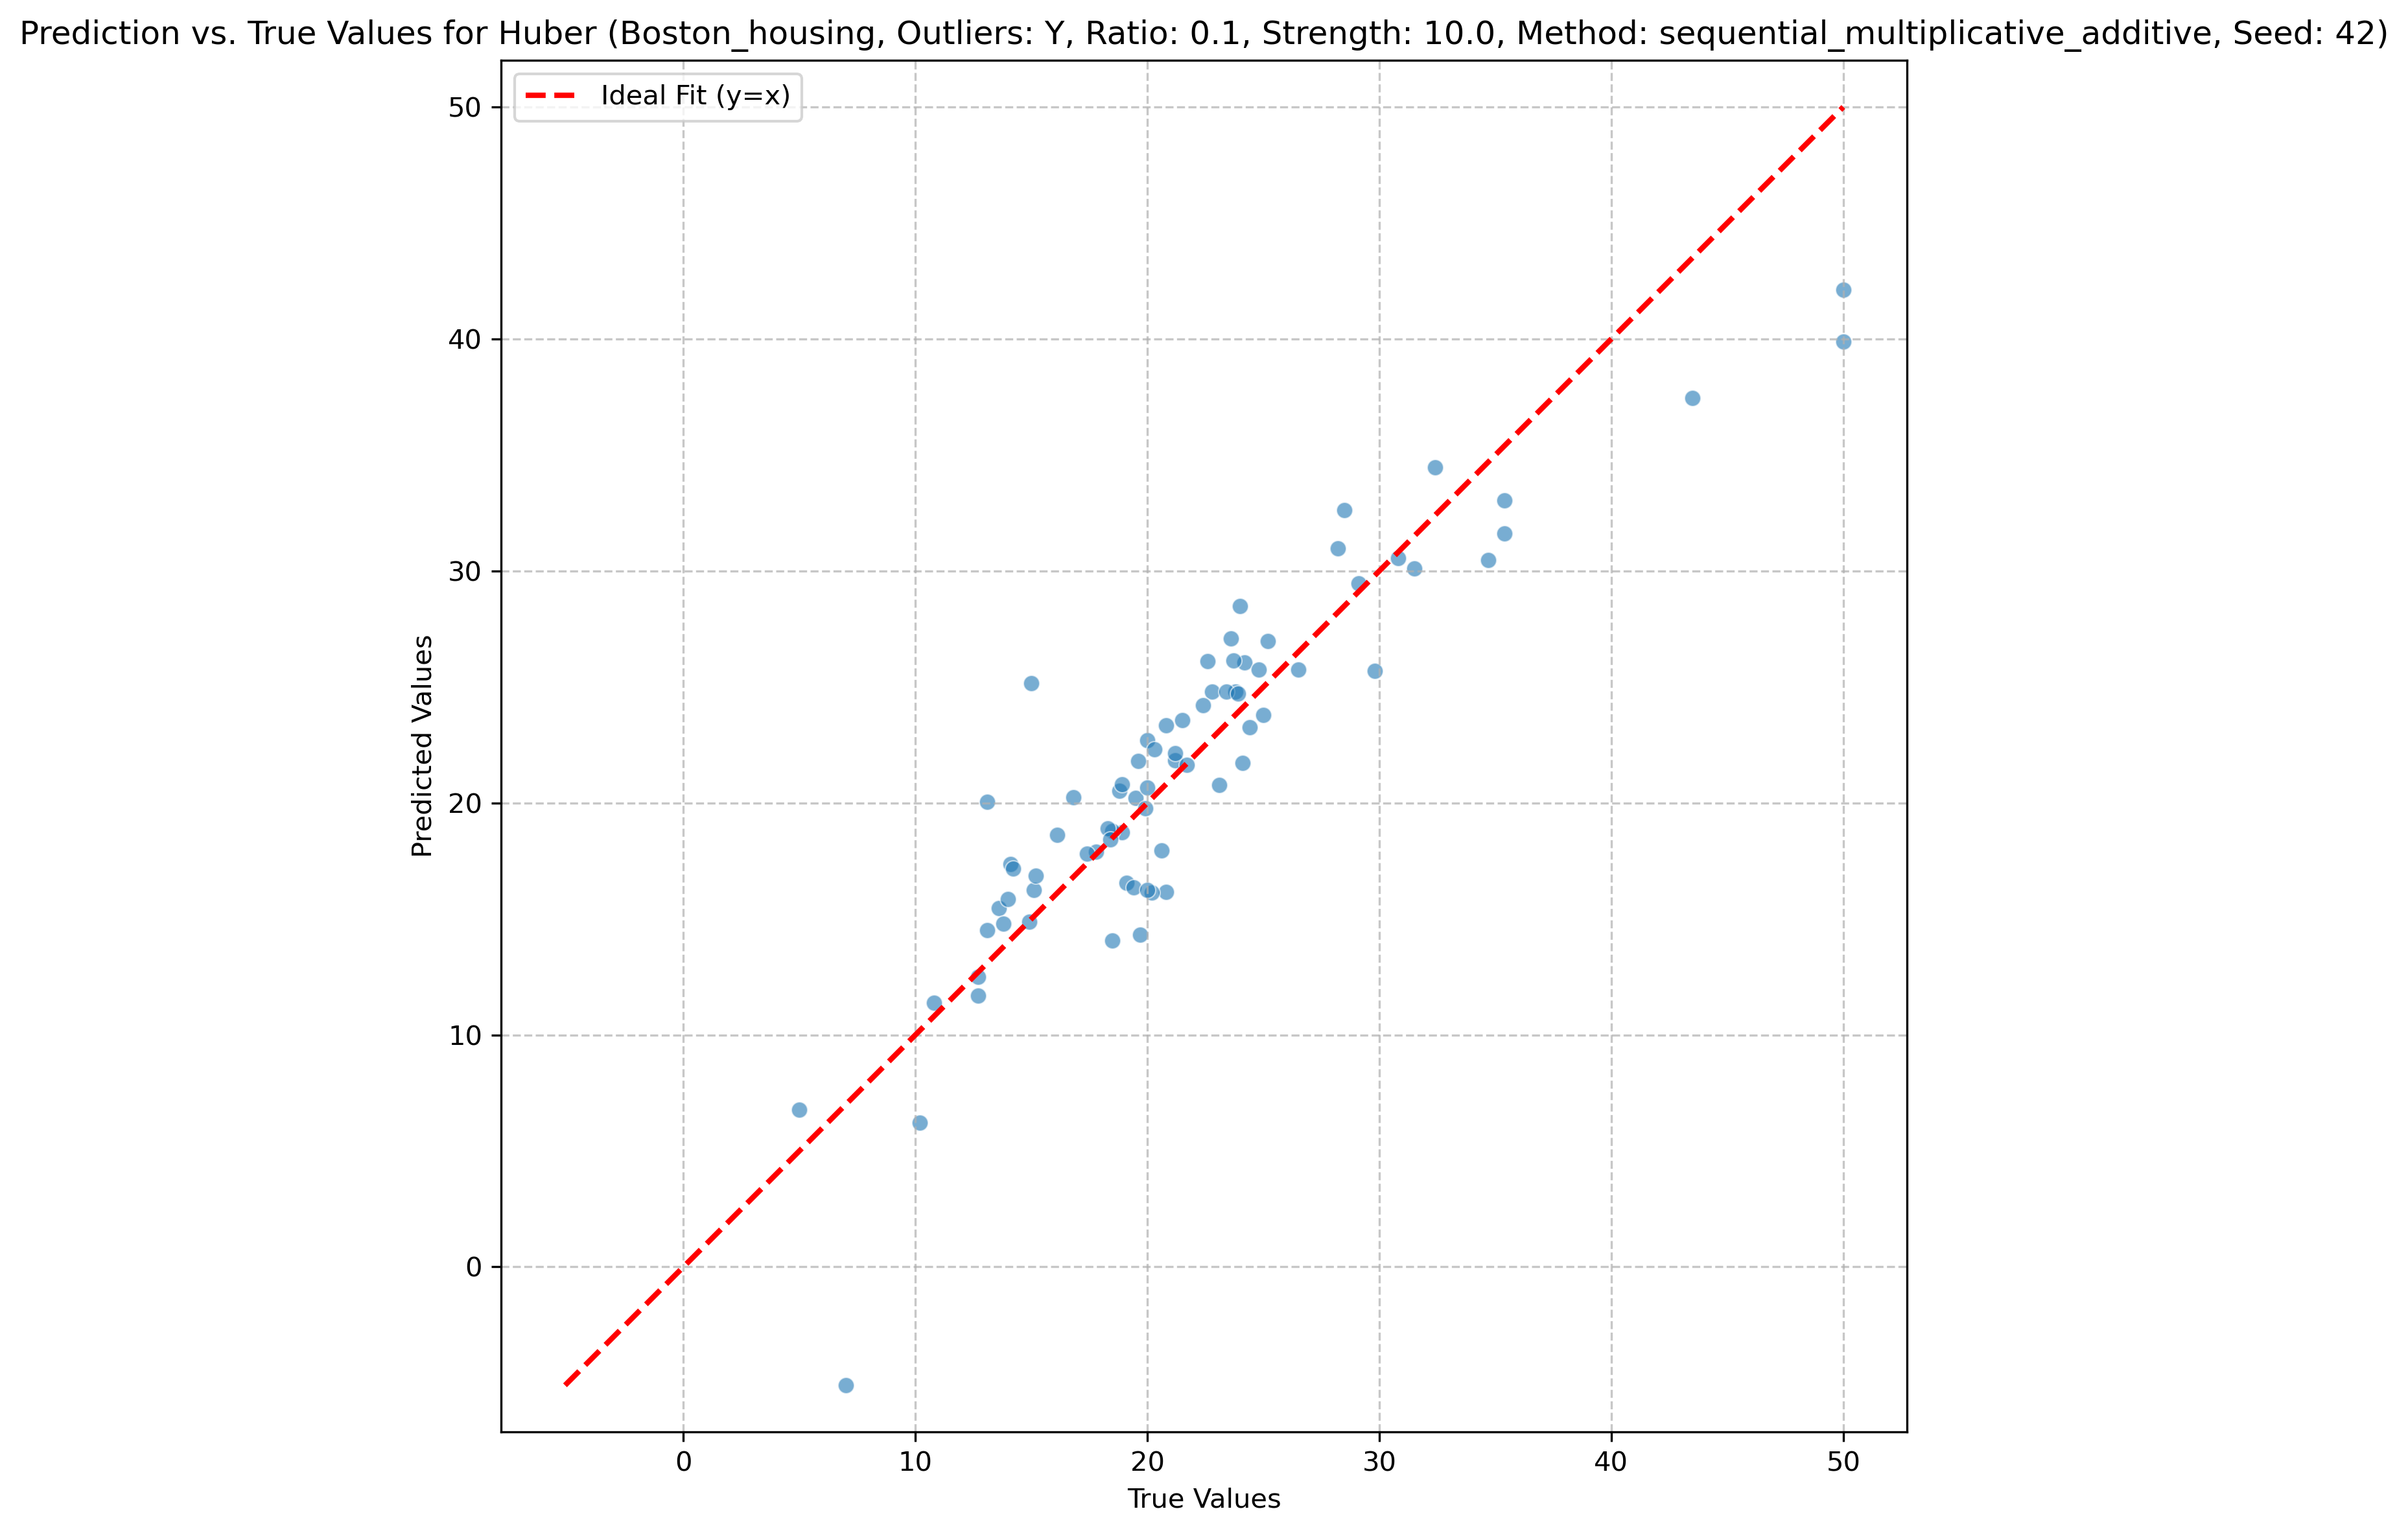 Prediction vs. True Values for Huber (Boston_housing, Outliers: Y, Ratio: 0.1, Strength: 10.0, Method: sequential_multiplicative_additive, Seed: 42)
Ideal Fit (y=x)
50
40
30
20
10
0
Predicted Values
0 10 20 30 40 50
True Values